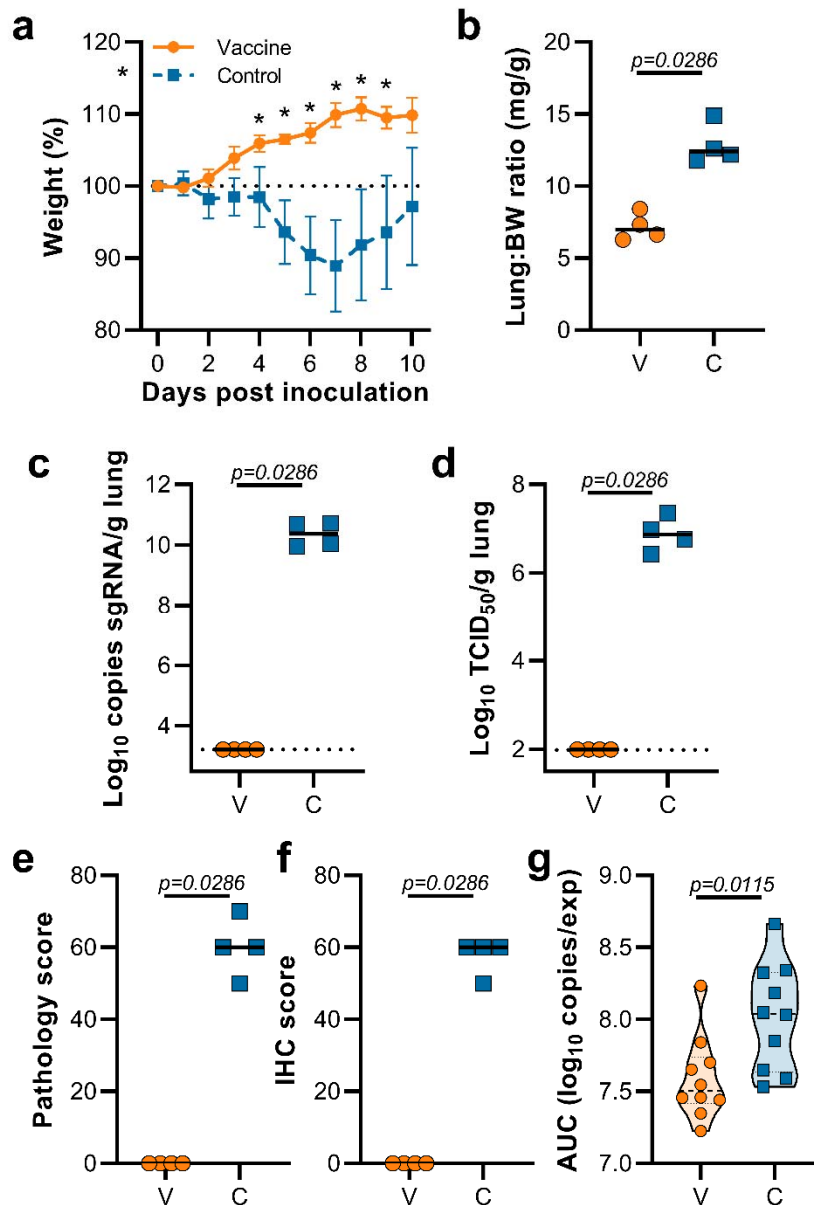 a
120
110
100
90
80
Weight (%)
Vaccine
Control
*
* * * * * *
0 2 4 6 8 10
Days post inoculation
b
p=0.0286
20
15
10
5
0
Lung:BW ratio (mg/g)
V C
c
p=0.0286
12
10
8
6
4
Log10 copies sgRNA/g lung
V C
d
p=0.0286
8
6
4
2
Log10 TCID50/g lung
V C
e
p=0.0286
80
60
40
20
0
Pathology score
V C
f
p=0.0286
80
60
40
20
0
IHC score
V C
g
p=0.0115
9.0
8.5
8.0
7.5
7.0
AUC (log10 copies/exp)
V C